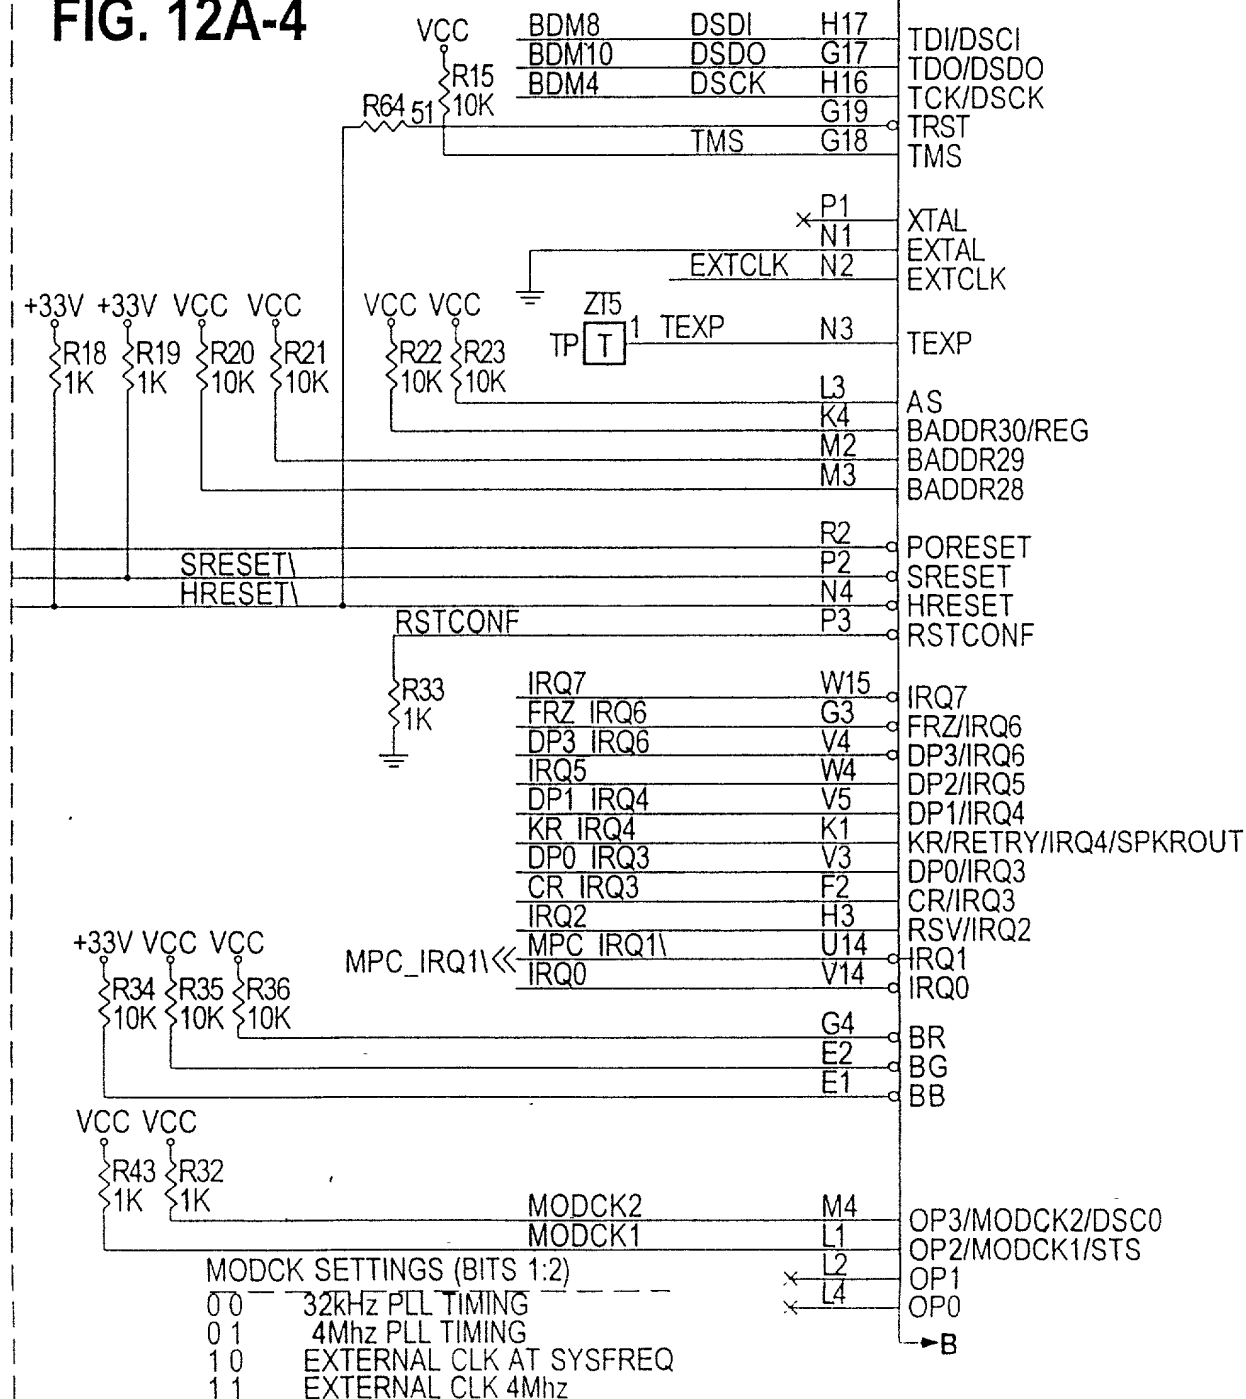 FIG. 12A-4
VCC
R15
10K
R64 51
BDM8 DSDI H17 TDI/DSCI
BDM10 DSDO G17 TDO/DSDO
BDM4 DSCK H16 TCK/DSCK
G19 TRST
TMS G18 TMS
P1 XTAL
N1 EXTAL
EXTCLK N2 EXTCLK
ZT5
TP T 1 TEXP N3 TEXP
+33V +33V VCC VCC VCC VCC
R18 R19 R20 R21 R22 R23
1K 1K 10K 10K 10K 10K
L3 AS
K4 BADDR30/REG
M2 BADDR29
M3 BADDR28
R2 PORESET
SRESET\ P2 SRESET
HRESET\ N4 HRESET
RSTCONF P3 RSTCONF
R33
1K
IRQ7 W15 IRQ7
FRZ IRQ6 G3 FRZ/IRQ6
DP3 IRQ6 V4 DP3/IRQ6
IRQ5 W4 DP2/IRQ5
DP1 IRQ4 V5 DP1/IRQ4
KR IRQ4 K1 KR/RETRY/IRQ4/SPKROUT
DP0 IRQ3 V3 DP0/IRQ3
CR IRQ3 F2 CR/IRQ3
IRQ2 H3 RSV/IRQ2
MPC_IRQ1\ MPC IRQ1\ U14 IRQ1
IRQ0 V14 IRQ0
+33V VCC VCC
R34 R35 R36
10K 10K 10K
G4 BR
E2 BG
E1 BB
VCC VCC
R43 R32
1K 1K
MODCK2 M4 OP3/MODCK2/DSC0
MODCK1 L1 OP2/MODCK1/STS
L2 OP1
L4 OP0
B
MODCK SETTINGS (BITS 1:2)
0 0 32kHz PLL TIMING
0 1 4Mhz PLL TIMING
1 0 EXTERNAL CLK AT SYSFREQ
1 1 EXTERNAL CLK 4Mhz